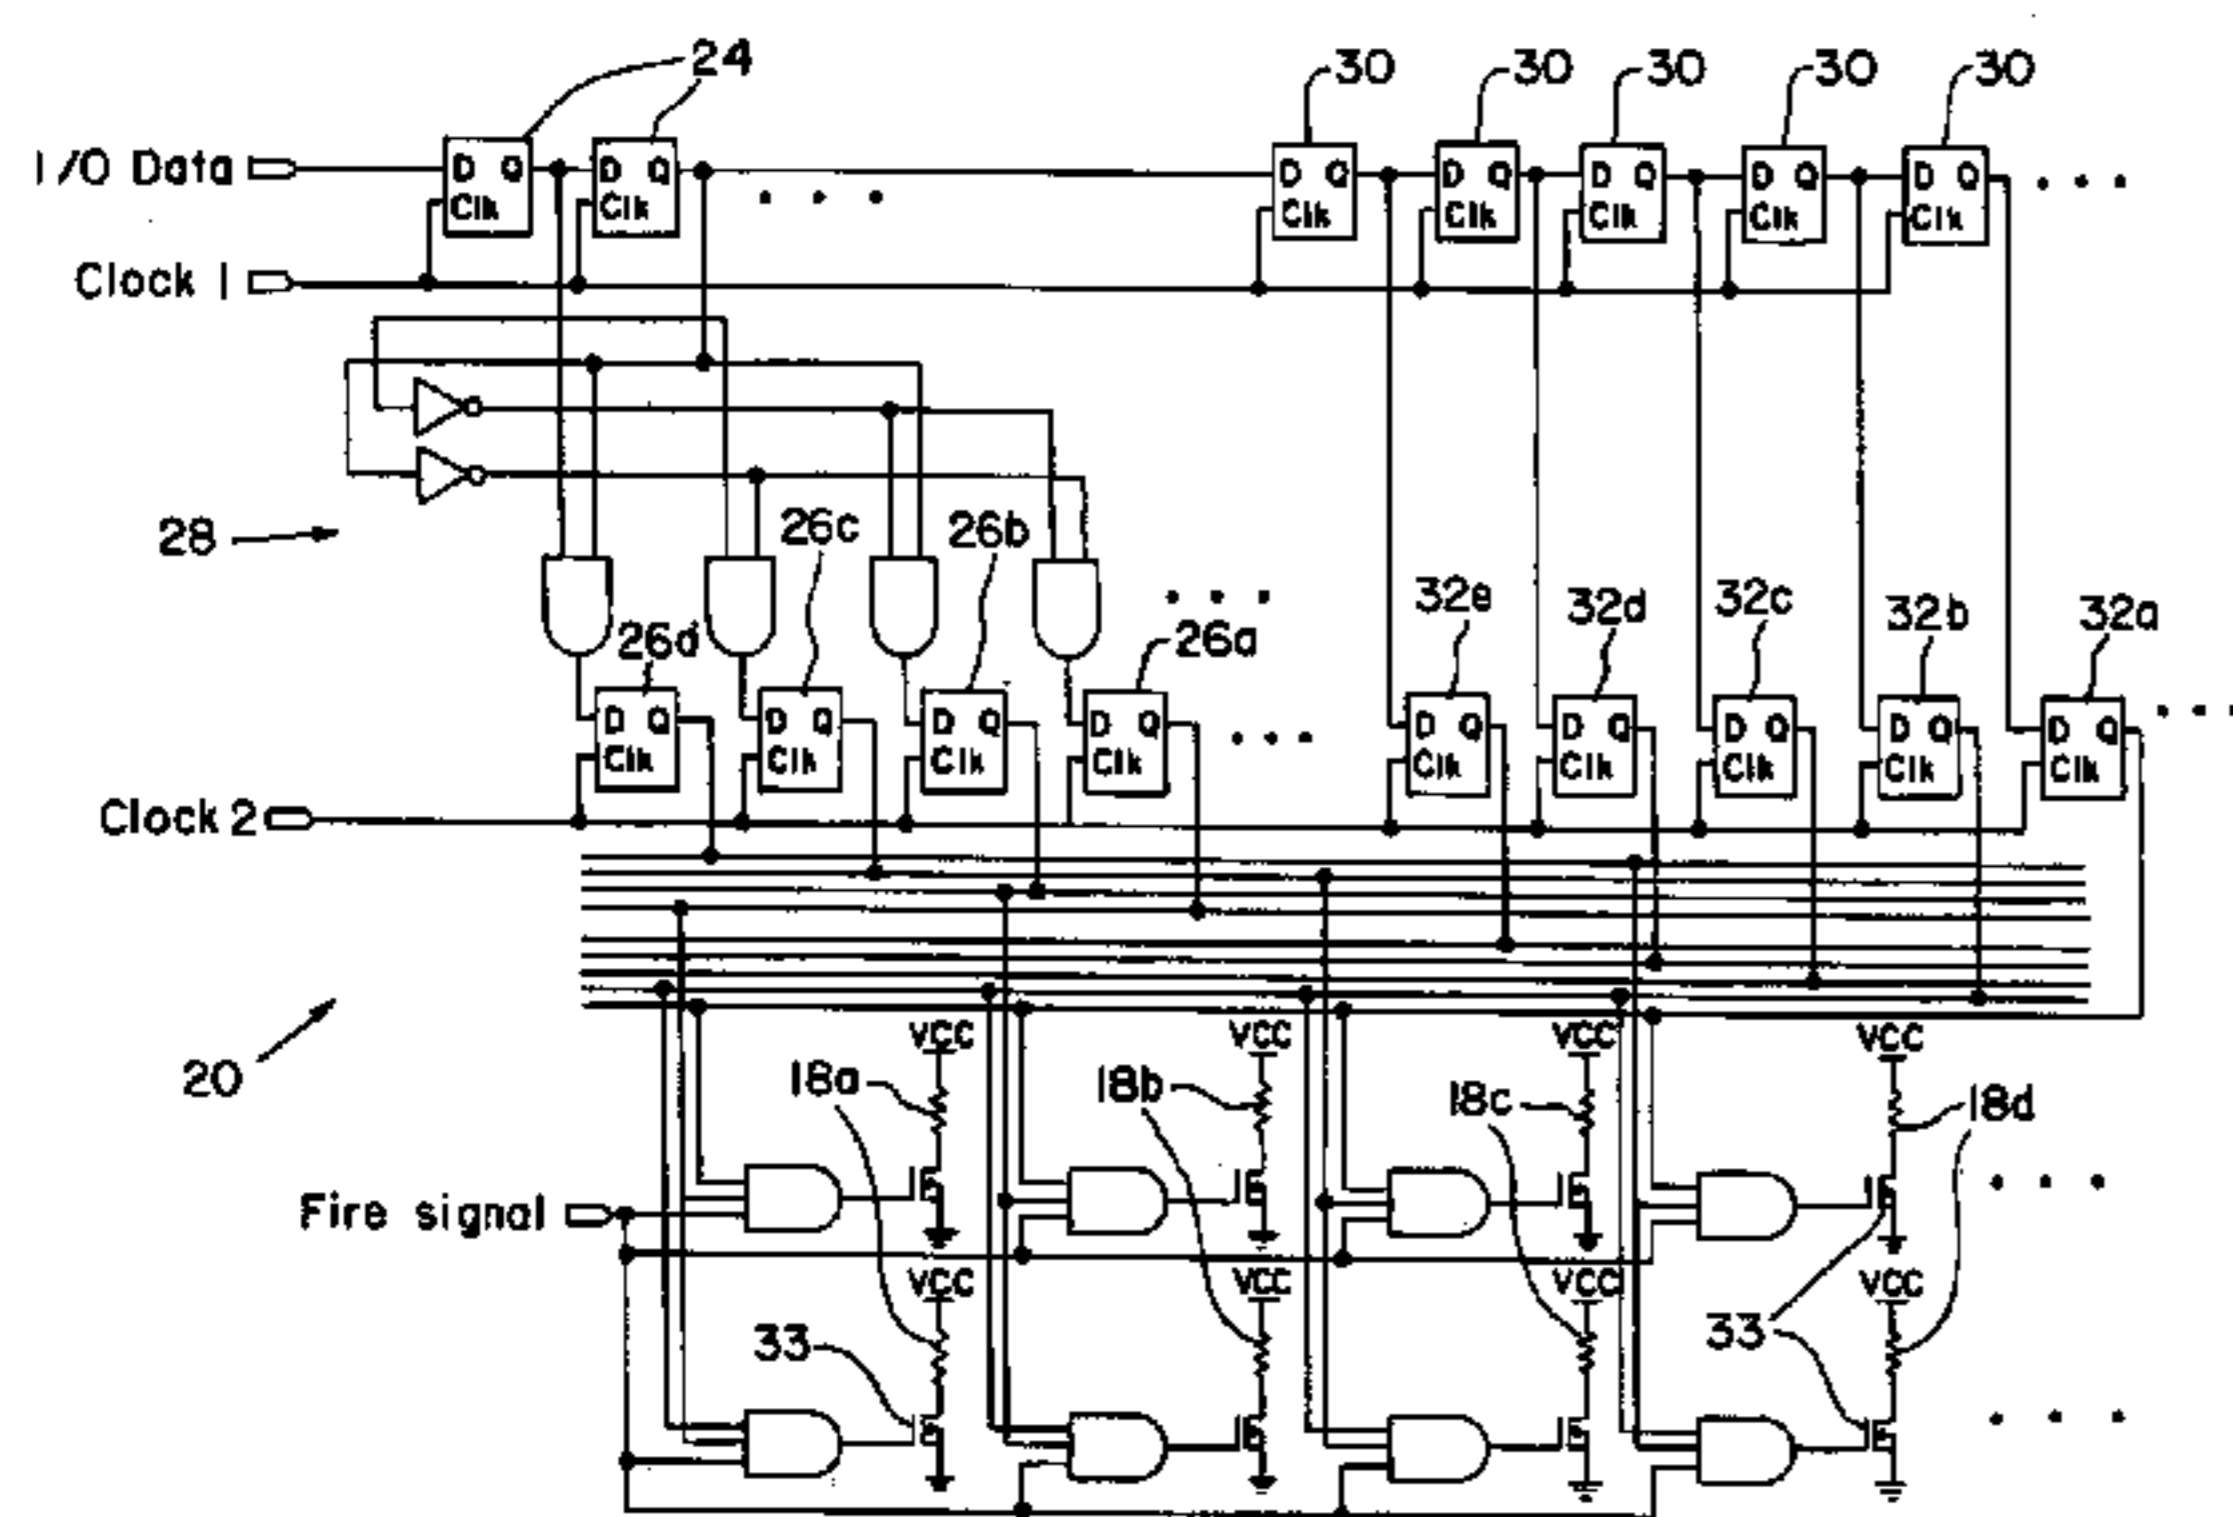 24
30 30 30 30 30
I/O Data D Q D Q D Q D Q D Q D Q D Q
Clk Clk Clk Clk Clk Clk Clk
Clock 1
28
26c 26b
32e 32d 32c 32b 32a
26d 26a
D Q D Q D Q D Q D Q D Q D Q D Q D Q
Clk Clk Clk Clk Clk Clk Clk Clk Clk
Clock 2
20
VCC VCC VCC VCC
18a 18b 18c 18d
Fire signal
VCC VCC VCC VCC
33 33